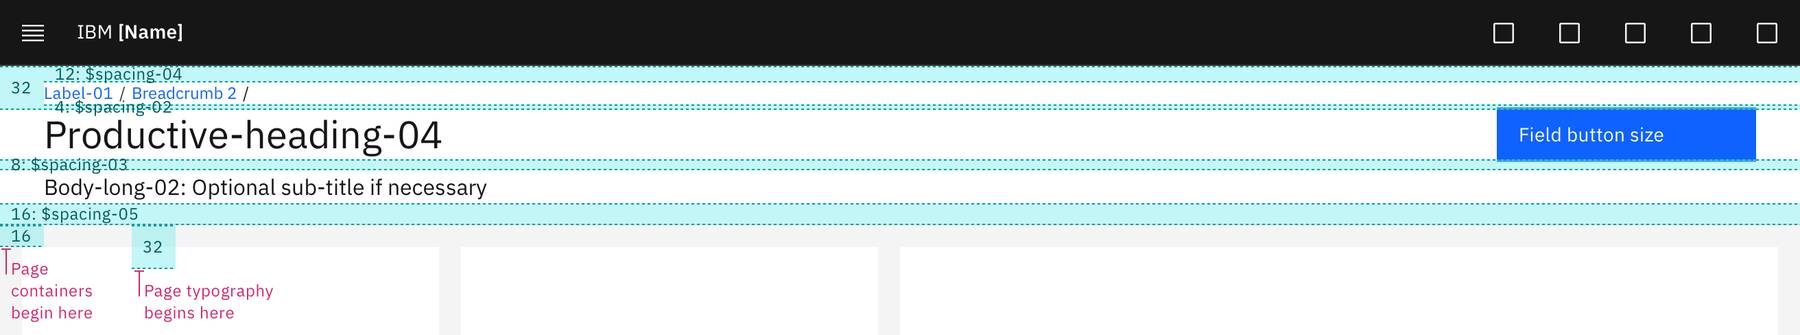 IBM [Name]
12: $spacing-04
32
Label-01 / Breadcrumb 2 /
4: $spacing-02
Productive-heading-04
Field button size
8: $spacing-03
Body-long-02: Optional sub-title if necessary
16: $spacing-05
16
32
Page
containers
begin here
Page typography
begins here